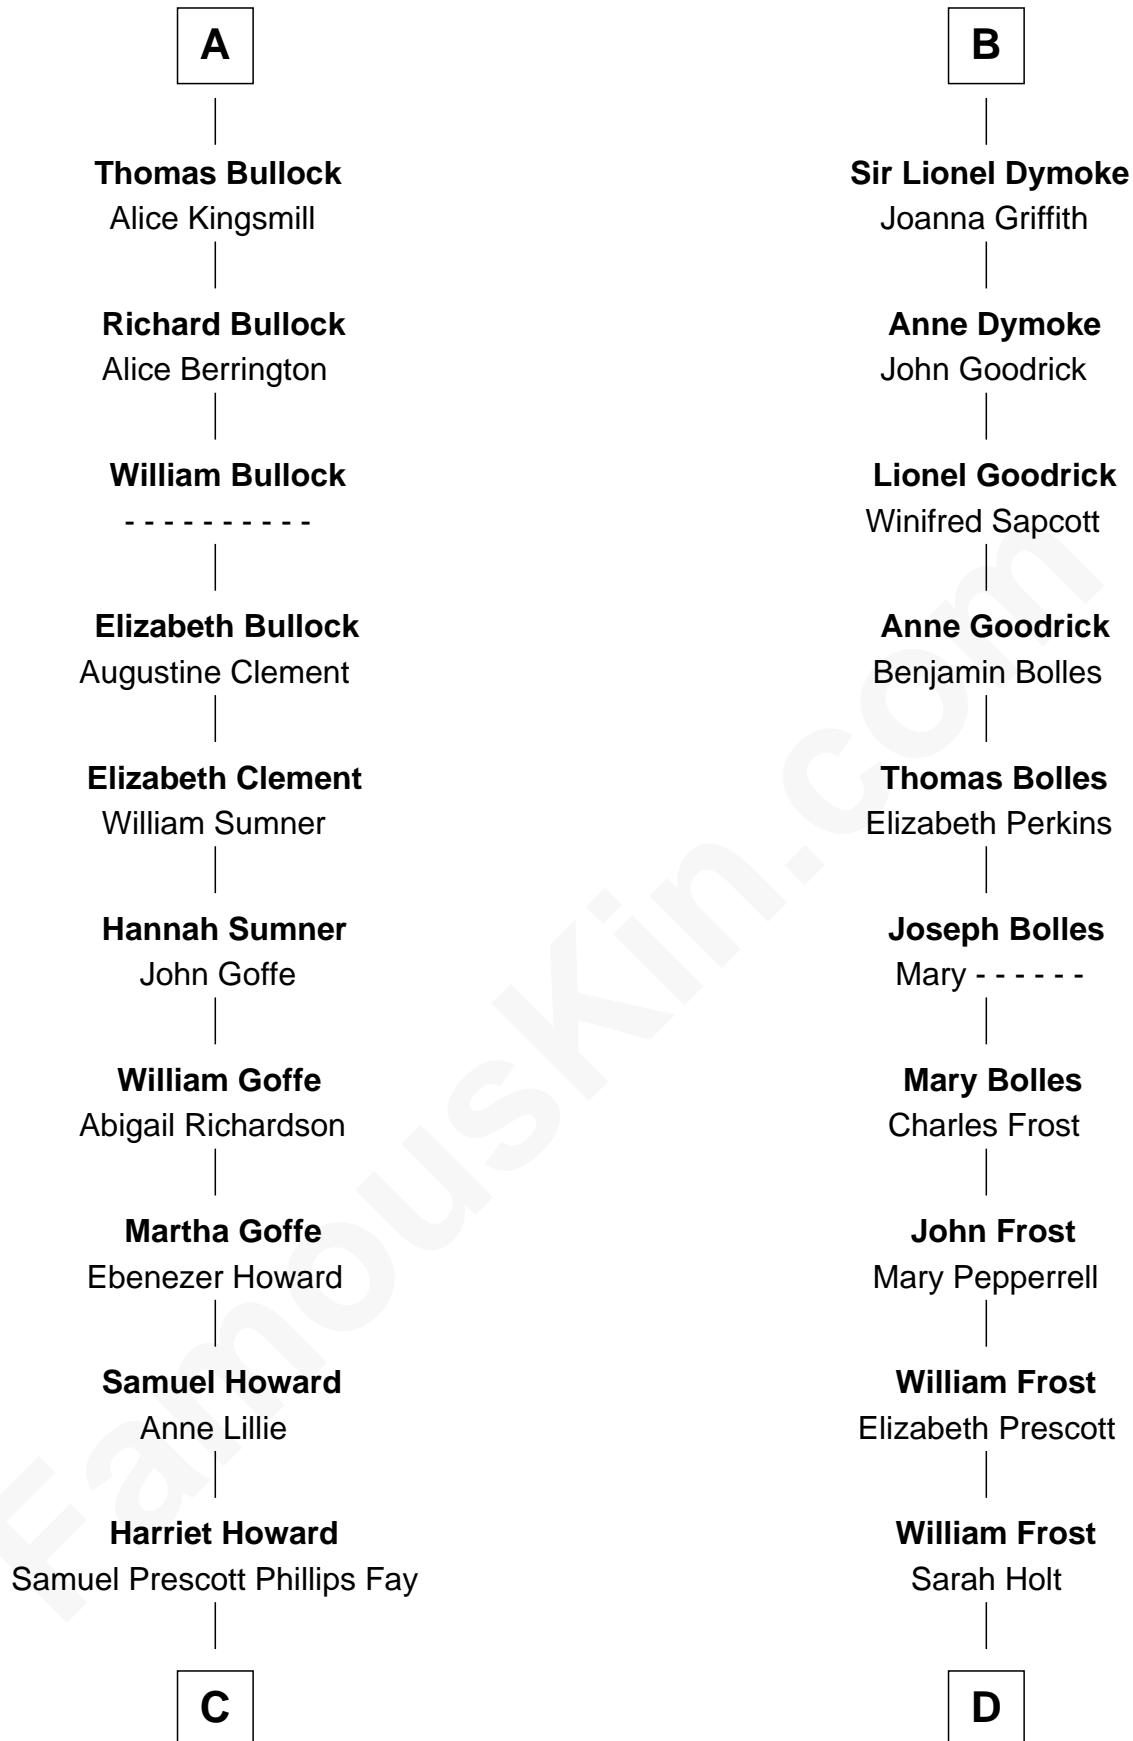 A
Thomas Bullock
Alice Kingsmill
Richard Bullock
Alice Berrington
William Bullock
- - - - - - - - - -
Elizabeth Bullock
Augustine Clement
Elizabeth Clement
William Sumner
Hannah Sumner
John Goffe
William Goffe
Abigail Richardson
Martha Goffe
Ebenezer Howard
Samuel Howard
Anne Lillie
Harriet Howard
Samuel Prescott Phillips Fay
C
B
Sir Lionel Dymoke
Joanna Griffith
Anne Dymoke
John Goodrick
Lionel Goodrick
Winifred Sapcott
Anne Goodrick
Benjamin Bolles
Thomas Bolles
Elizabeth Perkins
Joseph Bolles
Mary - - - - - -
Mary Bolles
Charles Frost
John Frost
Mary Pepperrell
William Frost
Elizabeth Prescott
William Frost
Sarah Holt
D
FamousKin.com